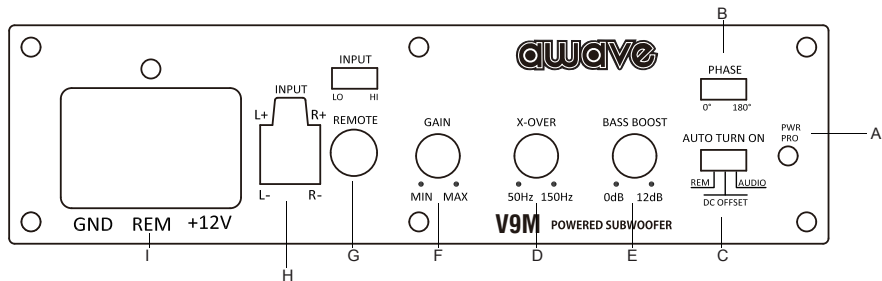 B
awave
INPUT
LO HI
PHASE
0° 180°
INPUT
L+ R+
L- R-
REMOTE
GAIN
MIN MAX
X-OVER
50Hz 150Hz
BASS BOOST
0dB 12dB
AUTO TURN ON
REM AUDIO
DC OFFSET
PWR
PRO
A
GND REM +12V
V9M POWERED SUBWOOFER
I
H
G
F
D
E
C